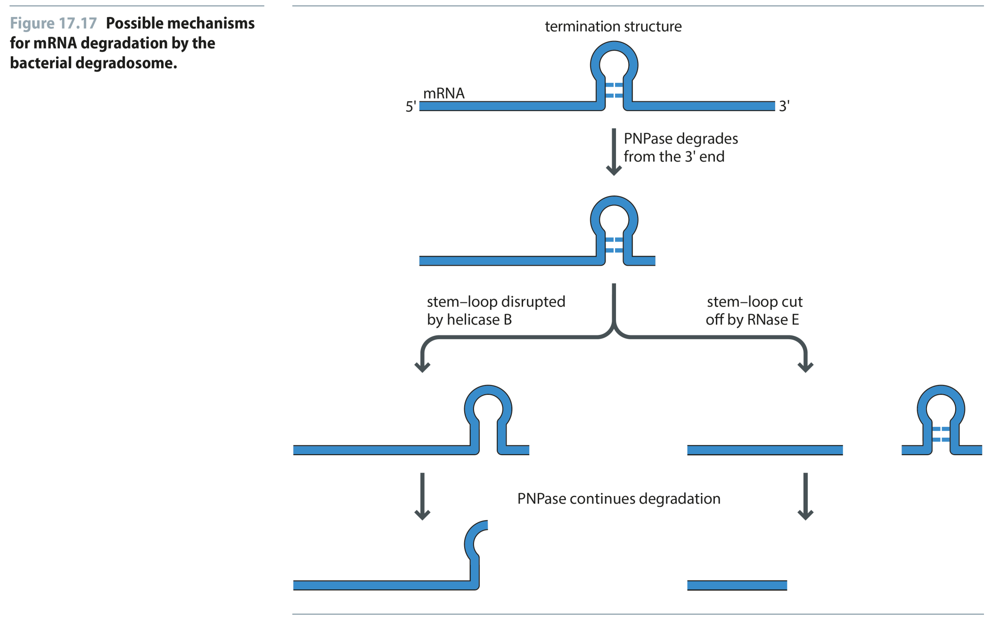 Figure 17.17 Possible mechanisms
for mRNA degradation by the
bacterial degradosome.
termination structure
mRNA
5' 3'
PNPase degrades
from the 3' end
stem–loop disrupted
by helicase B
stem–loop cut
off by RNase E
PNPase continues degradation